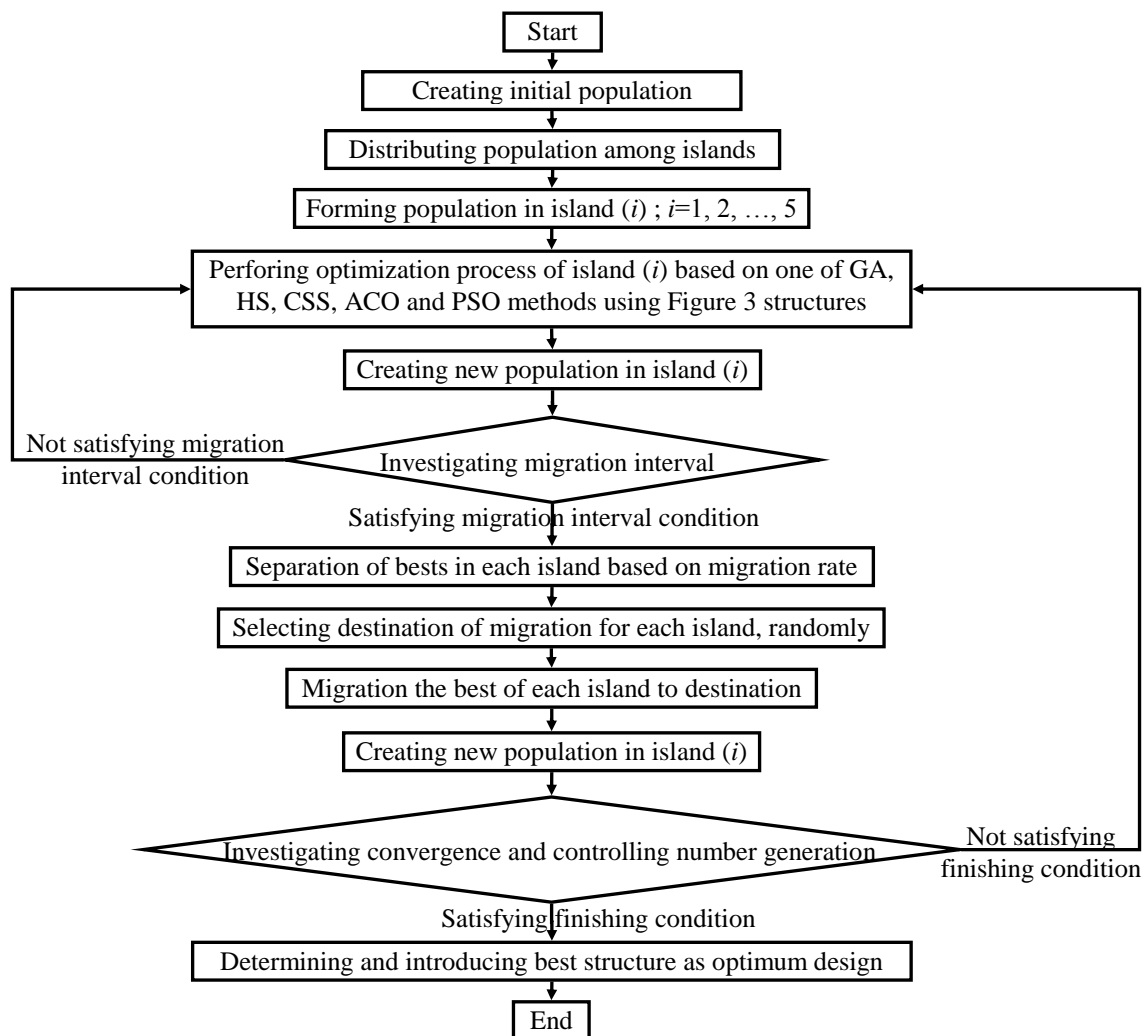 Start
Creating initial population
Distributing population among islands
Forming population in island (i) ; i=1, 2, …, 5
Perforing optimization process of island (i) based on one of GA,
HS, CSS, ACO and PSO methods using Figure 3 structures
Creating new population in island (i)
Not satisfying migration
interval condition
Investigating migration interval
Satisfying migration interval condition
Separation of bests in each island based on migration rate
Selecting destination of migration for each island, randomly
Migration the best of each island to destination
Creating new population in island (i)
Investigating convergence and controlling number generation
Not satisfying
finishing condition
Satisfying finishing condition
Determining and introducing best structure as optimum design
End